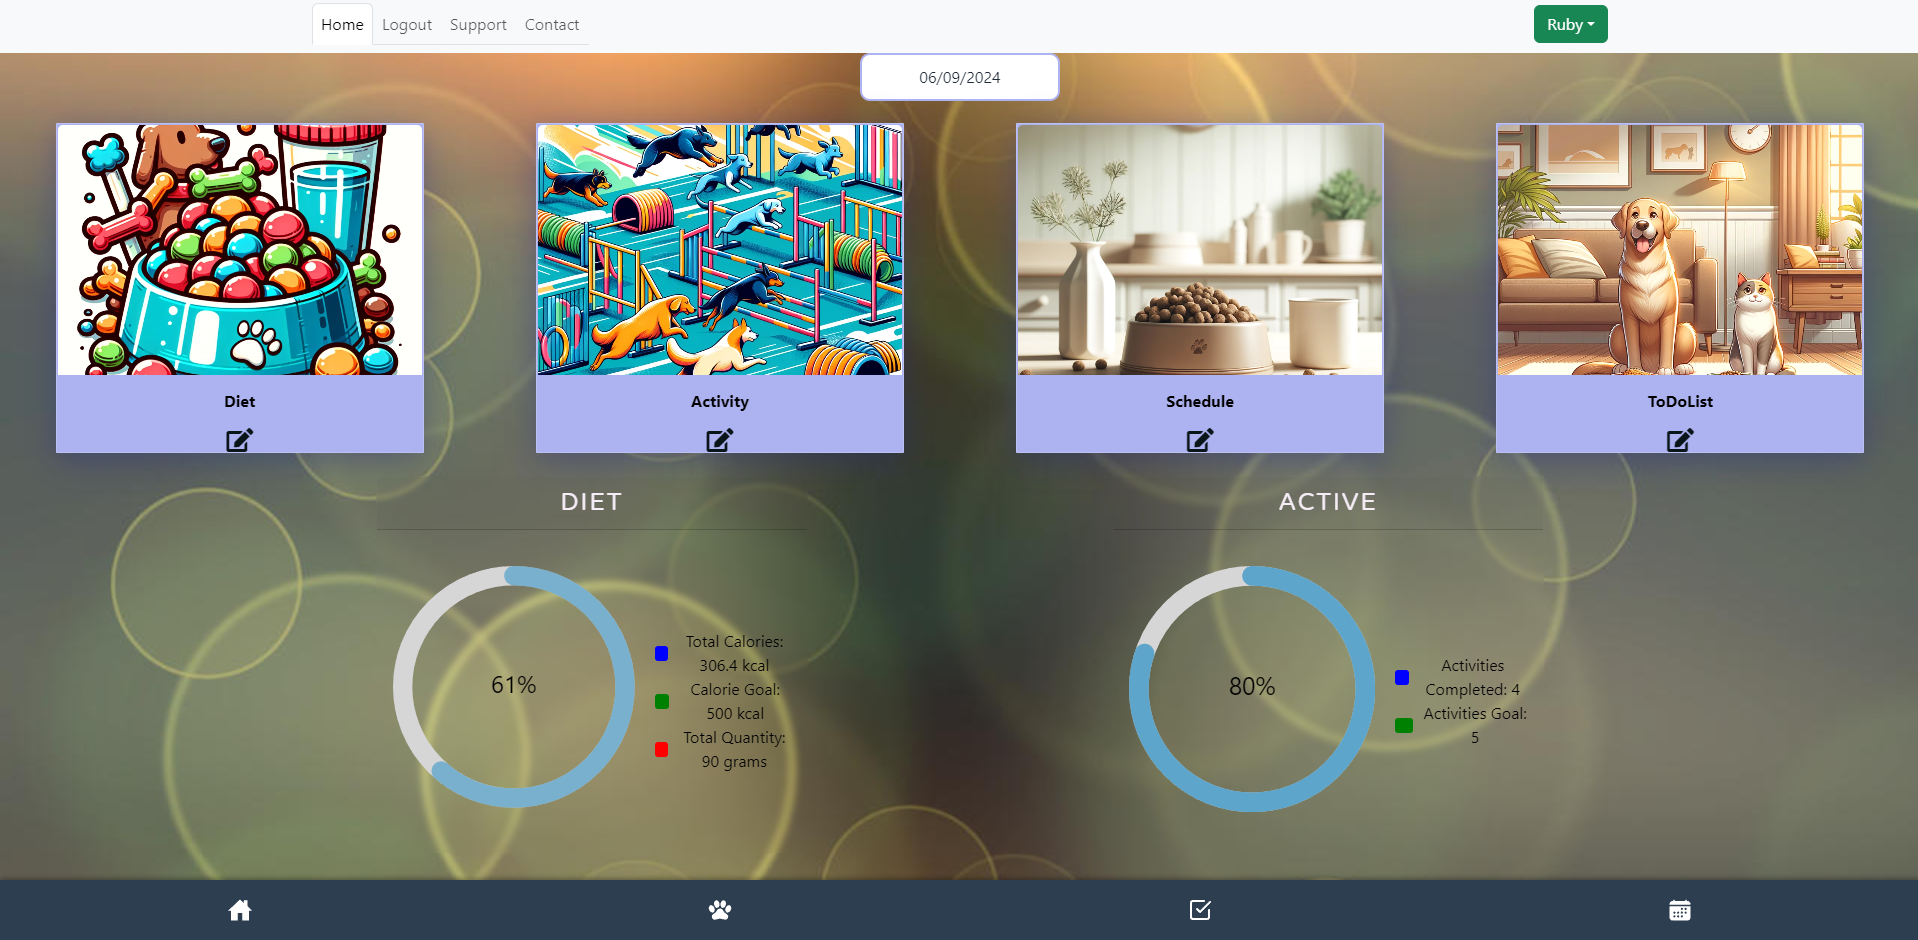 Home Logout Support Contact Ruby
06/09/2024
Diet
Activity
Schedule
ToDoList
DIET
61%
Total Calories:
306.4 kcal
Calorie Goal:
500 kcal
Total Quantity:
90 grams
ACTIVE
80%
Activities
Completed: 4
Activities Goal:
5